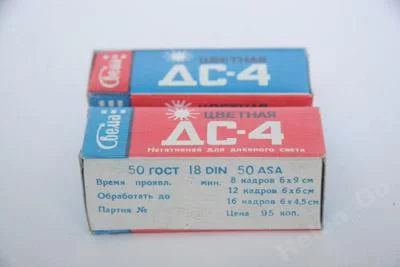 Свема
ЦВЕТНАЯ
ДС-4
Свема
ЦВЕТНАЯ
ДС-4
Негативная для дневного света
50 ГОСТ 18 DIN 50 ASA
Время проявл. мин. 8 кадров 6х9 см
Обработать до 12 кадров 6х6 см
Партия № 16 кадров 6х4,5 см
Цена 95 коп.